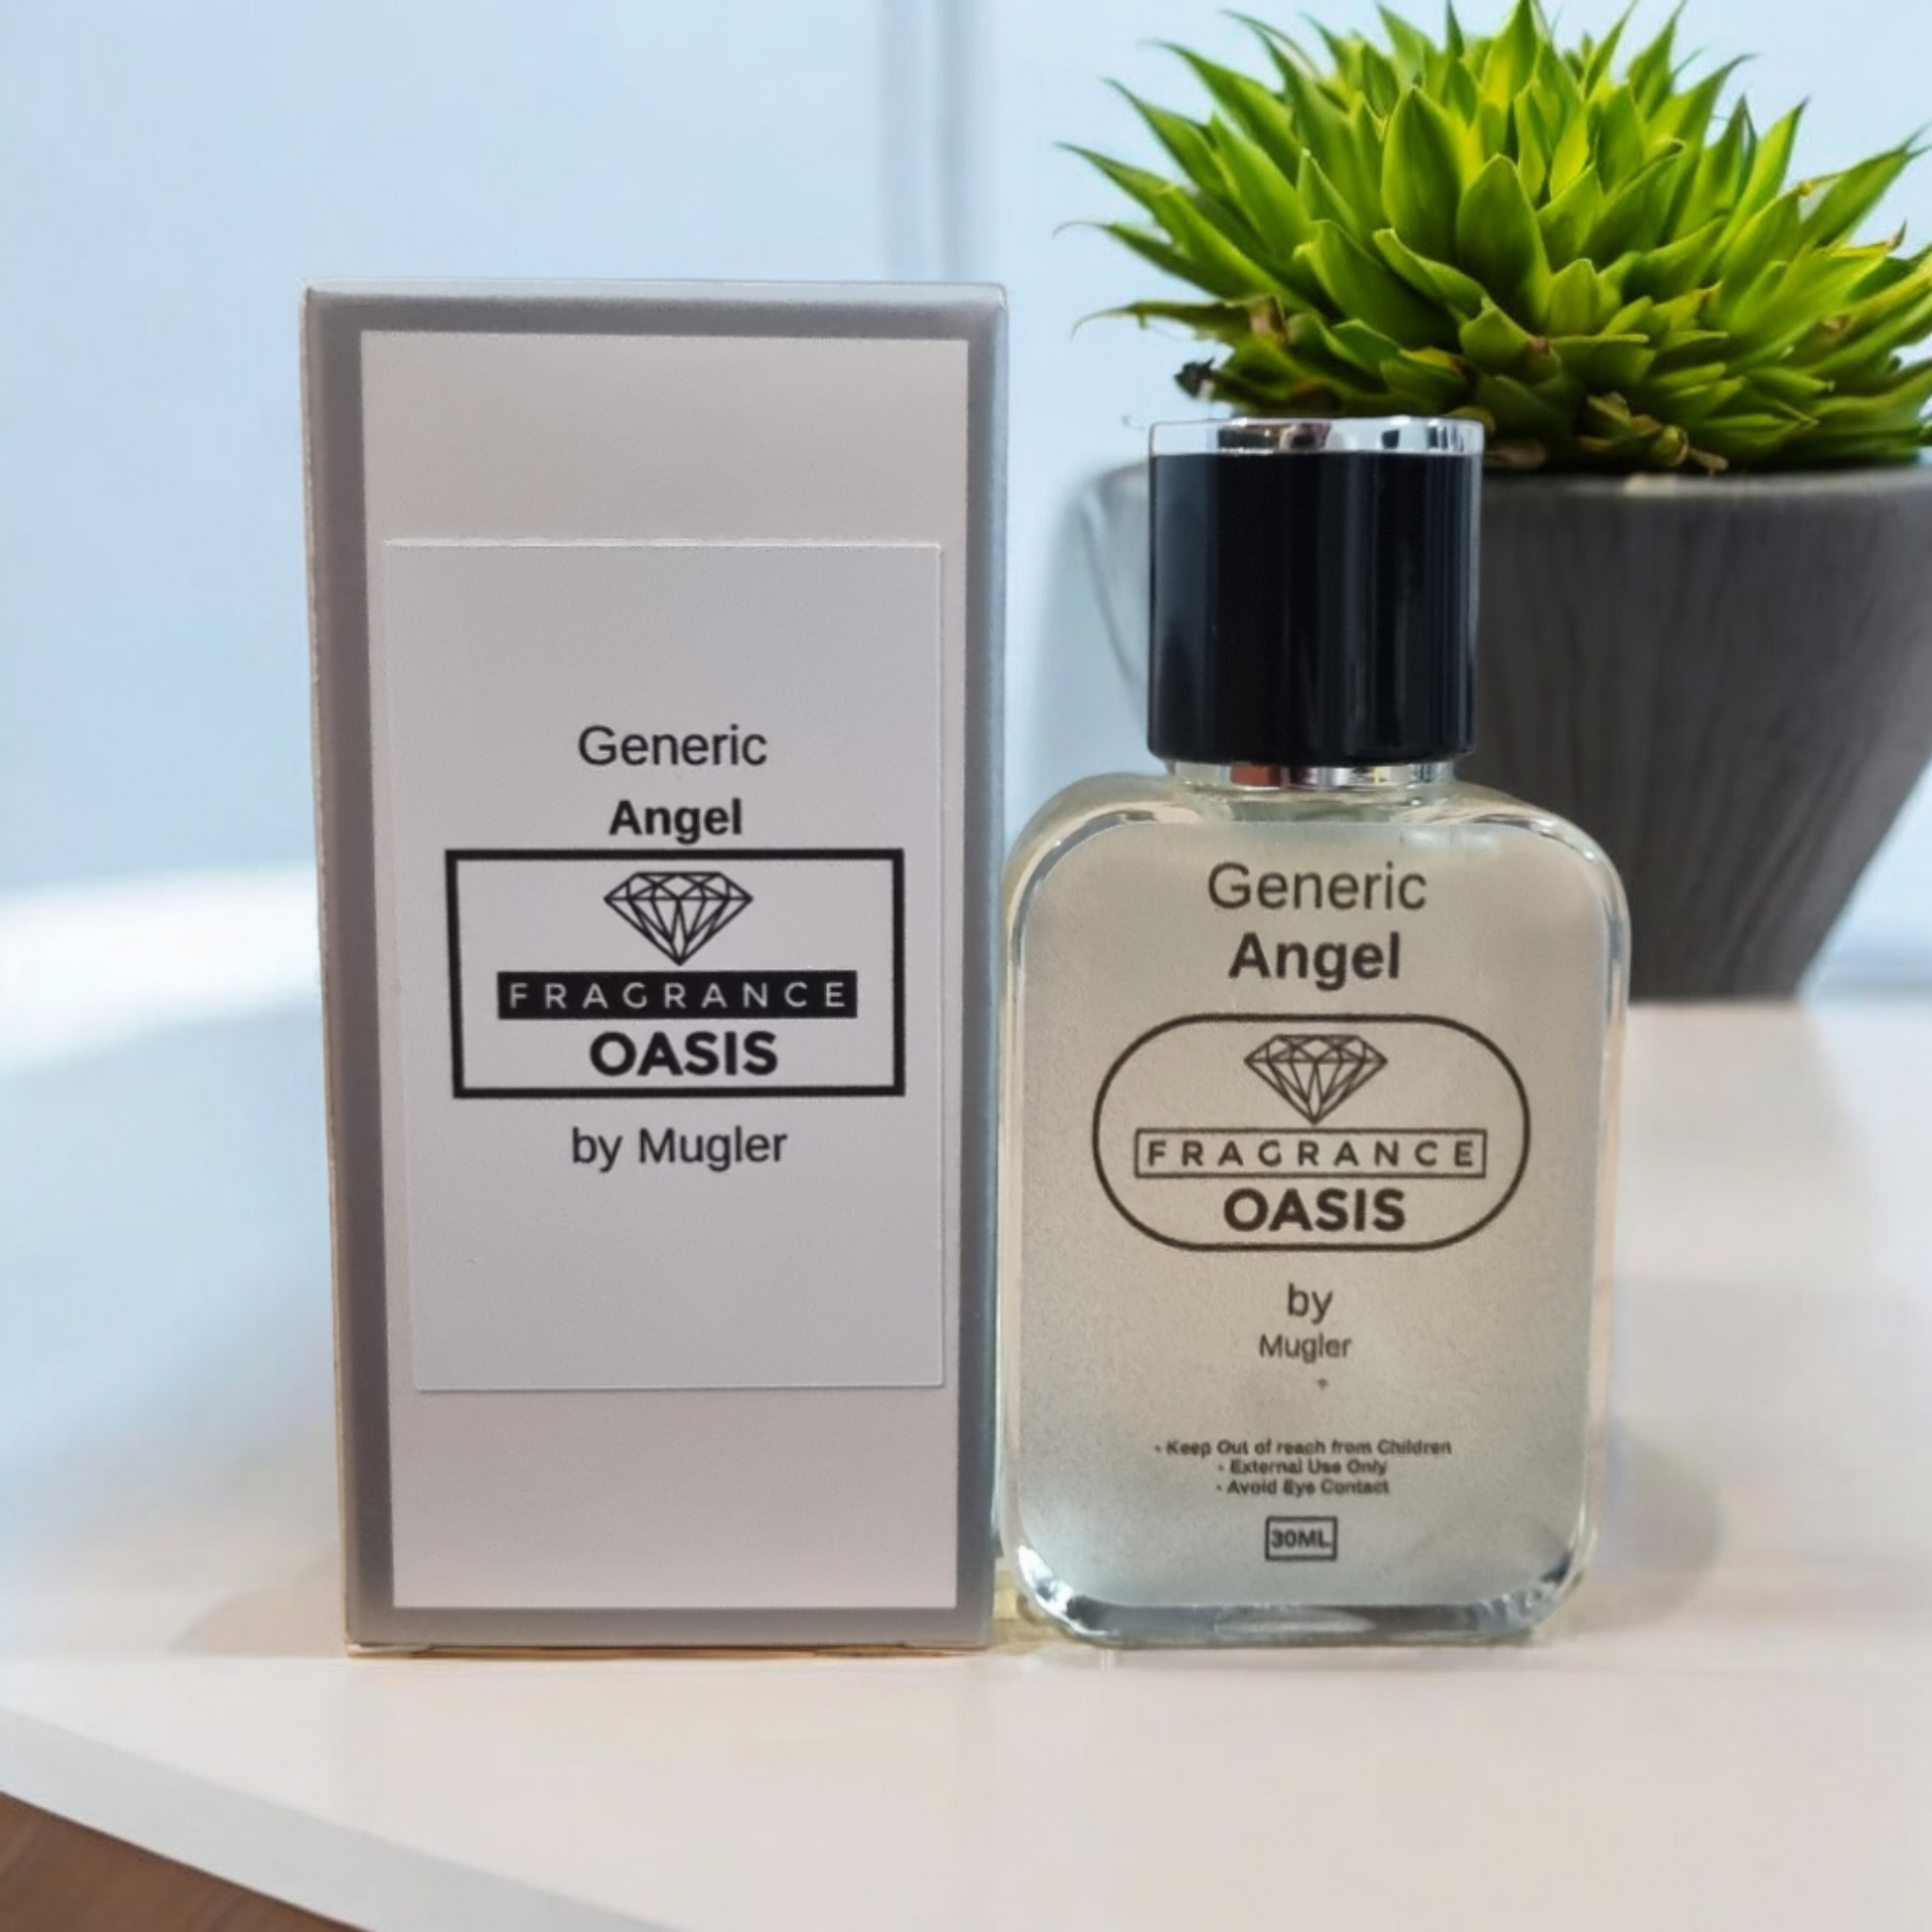 Generic
Angel
FRAGRANCE
OASIS
by Mugler
Generic
Angel
FRAGRANCE
OASIS
by
Mugler
• Keep Out of reach from Children
• External Use Only
• Avoid Eye Contact
30ML